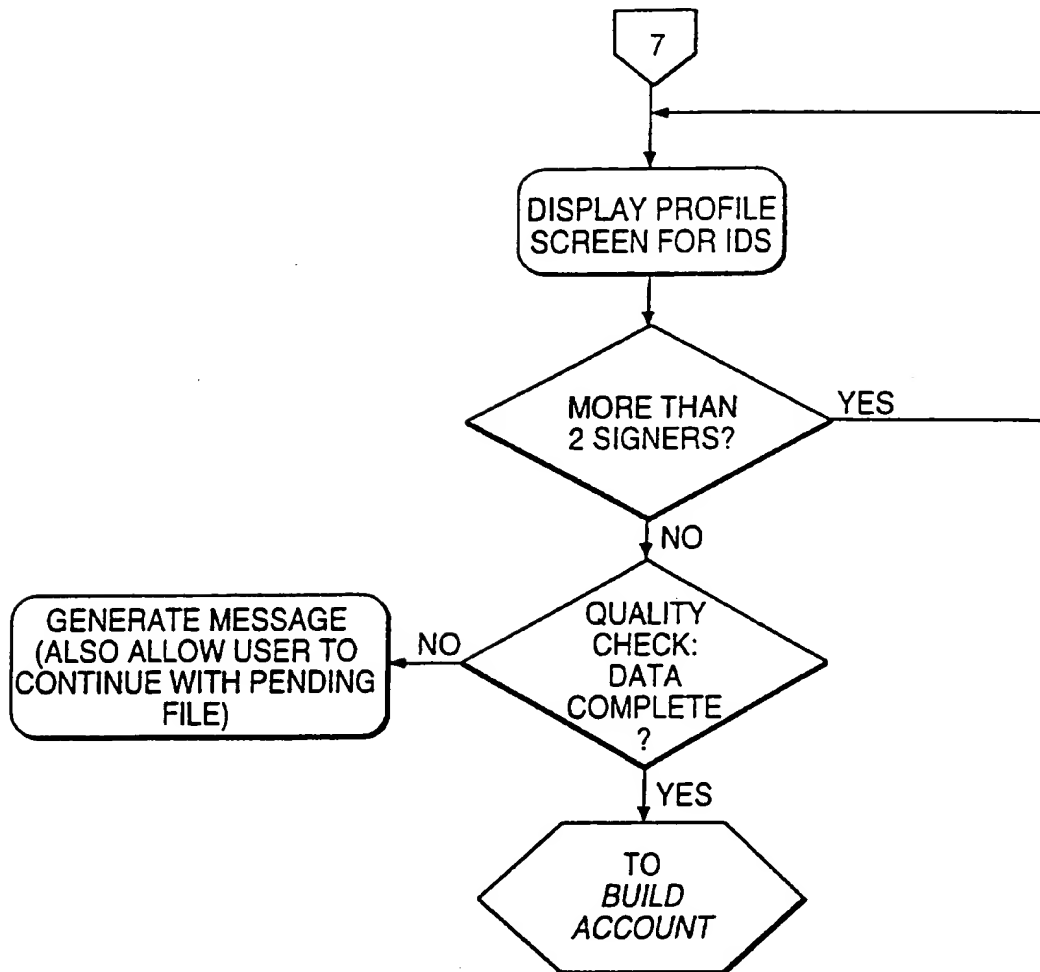 7
DISPLAY PROFILE
SCREEN FOR IDS
MORE THAN
2 SIGNERS?
YES
NO
QUALITY
CHECK:
DATA
COMPLETE
?
NO
GENERATE MESSAGE
(ALSO ALLOW USER TO
CONTINUE WITH PENDING
FILE)
YES
TO
BUILD
ACCOUNT